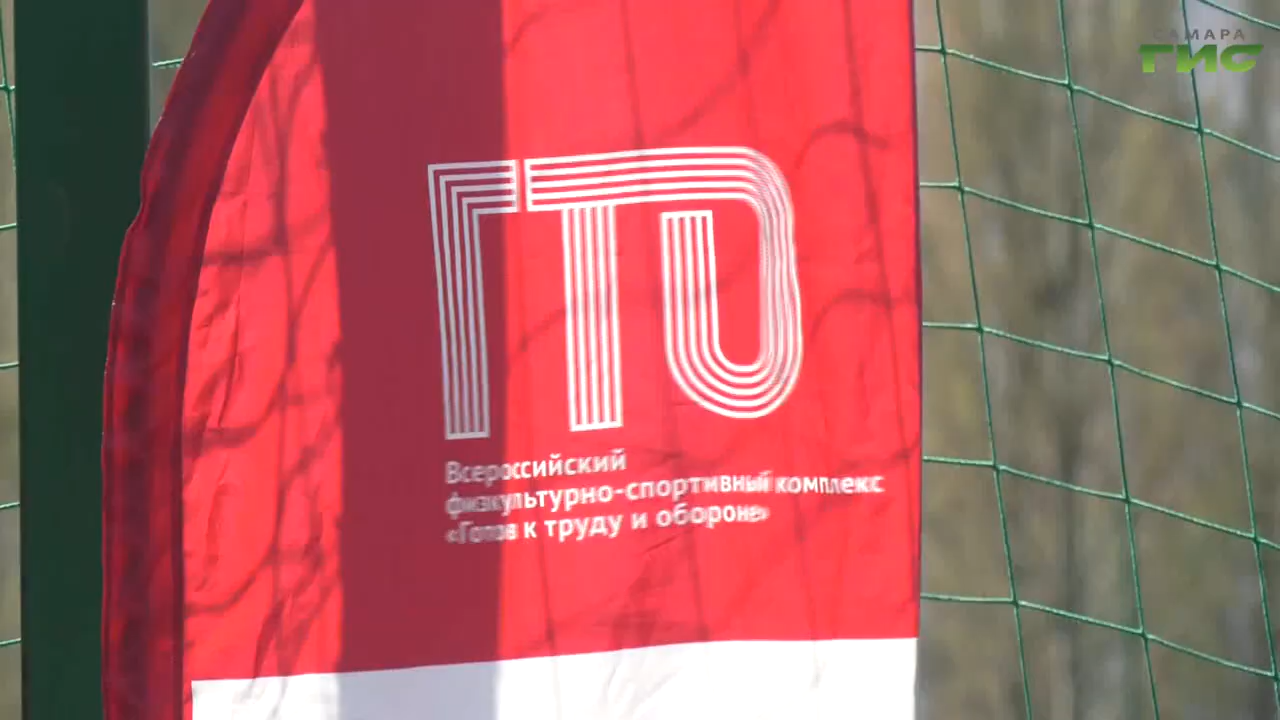 САМАРА
ГИС
ГТО
Всероссийский
физкультурно-спортивный комплекс
«Готов к труду и обороне»